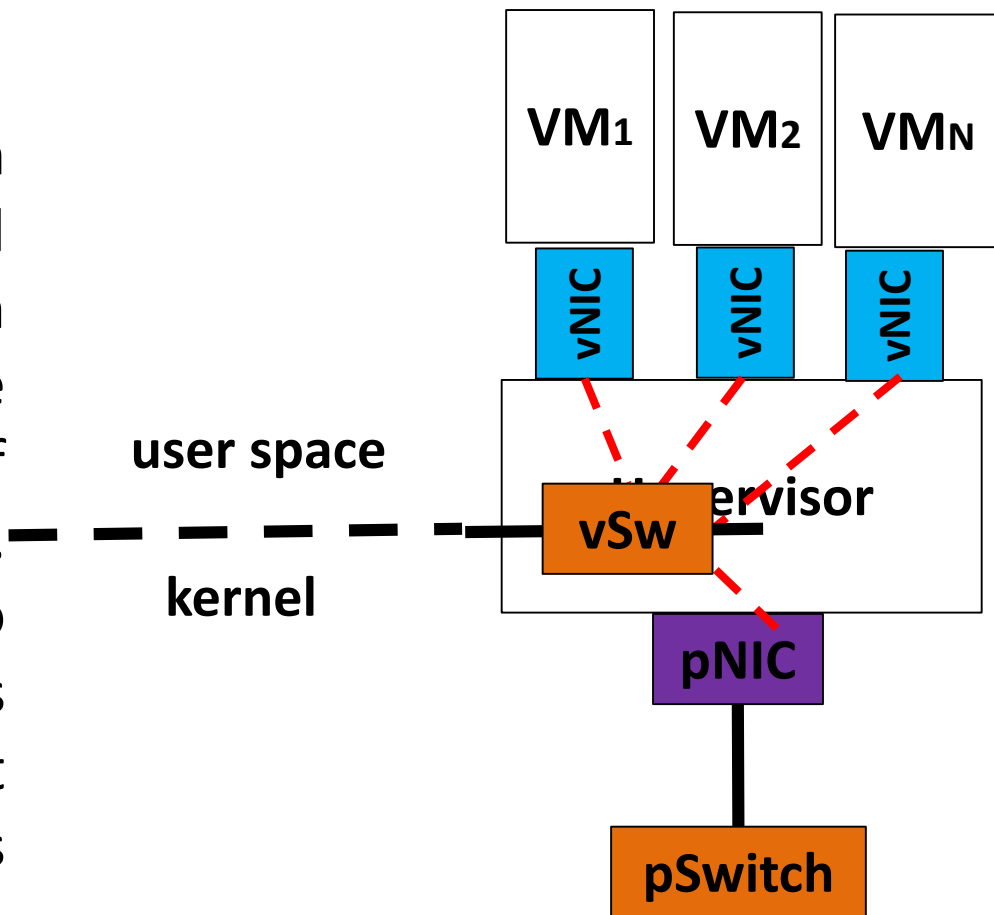 VM1 VM2 VMN
vNIC vNIC vNIC
user space
ervisor
vSw
kernel
pNIC
pSwitch